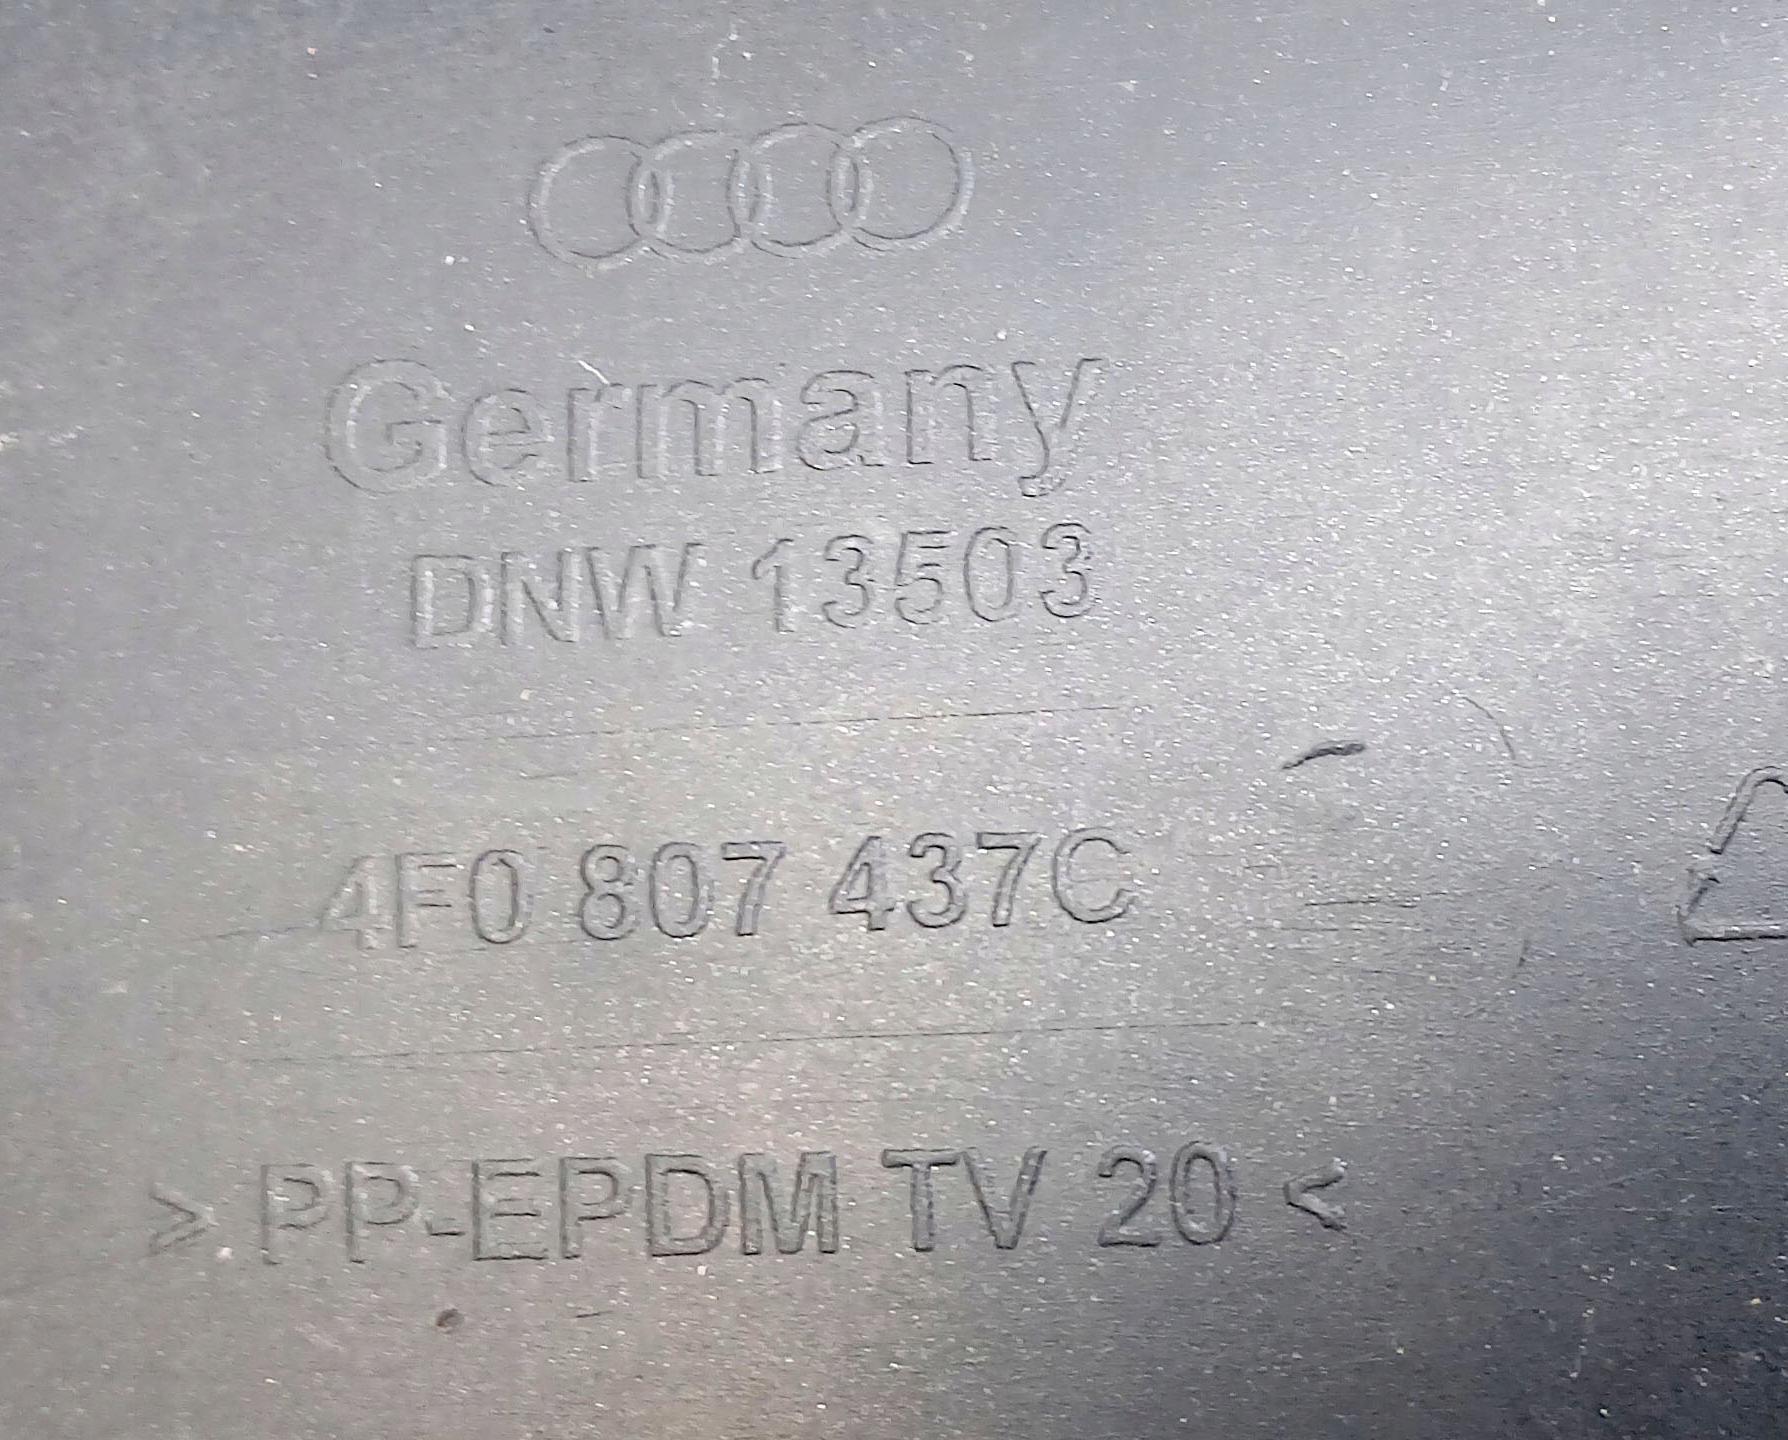 Germany
DNW 13503
4F0 807 437C
> PP-EPDM TV 20 <